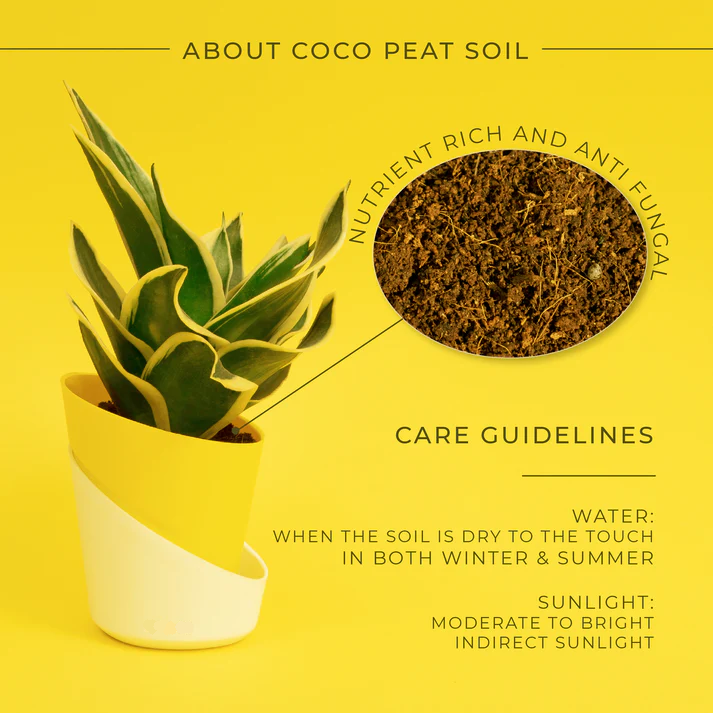 ABOUT COCO PEAT SOIL
NUTRIENT RICH AND ANTI FUNGAL
CARE GUIDELINES
WATER:
WHEN THE SOIL IS DRY TO THE TOUCH
IN BOTH WINTER & SUMMER
SUNLIGHT:
MODERATE TO BRIGHT
INDIRECT SUNLIGHT